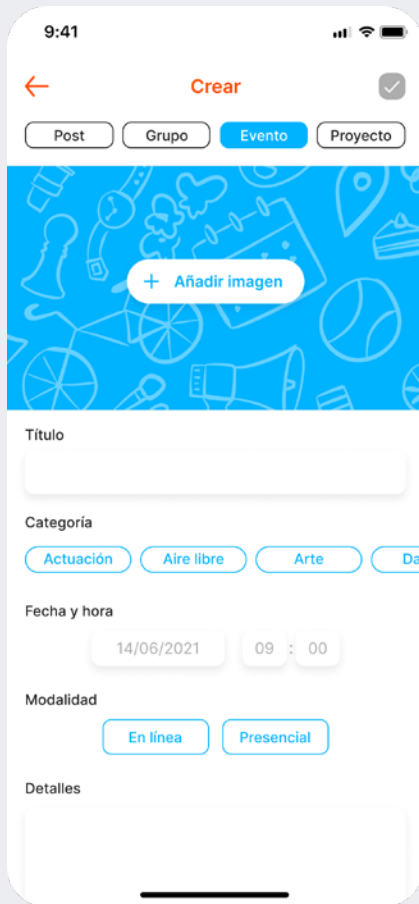 9:41
Crear
Post Grupo Evento Proyecto
+ Añadir imagen
Título
Categoría
Actuación Aire libre Arte Da
Fecha y hora
14/06/2021 09 : 00
Modalidad
En línea Presencial
Detalles